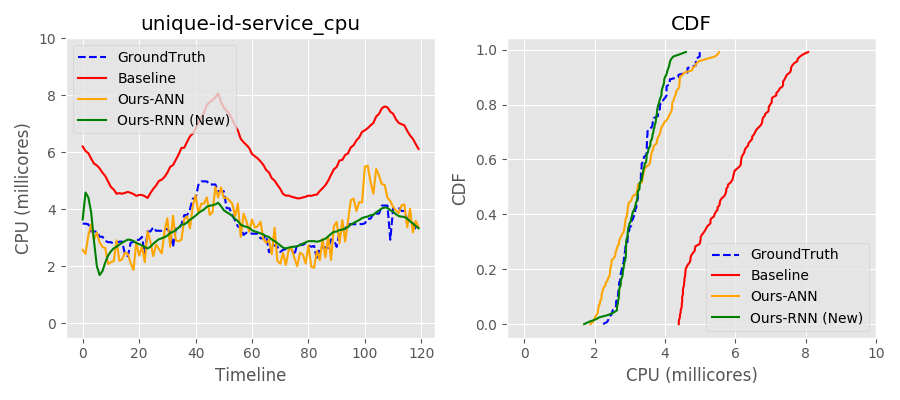 unique-id-service_cpu
CPU (millicores)
10
8
6
4
2
0
GroundTruth
Baseline
Ours-ANN
Ours-RNN (New)
0 20 40 60 80 100 120
Timeline
CDF
CDF
1.0
0.8
0.6
0.4
0.2
0.0
GroundTruth
Baseline
Ours-ANN
Ours-RNN (New)
0 2 4 6 8 10
CPU (millicores)